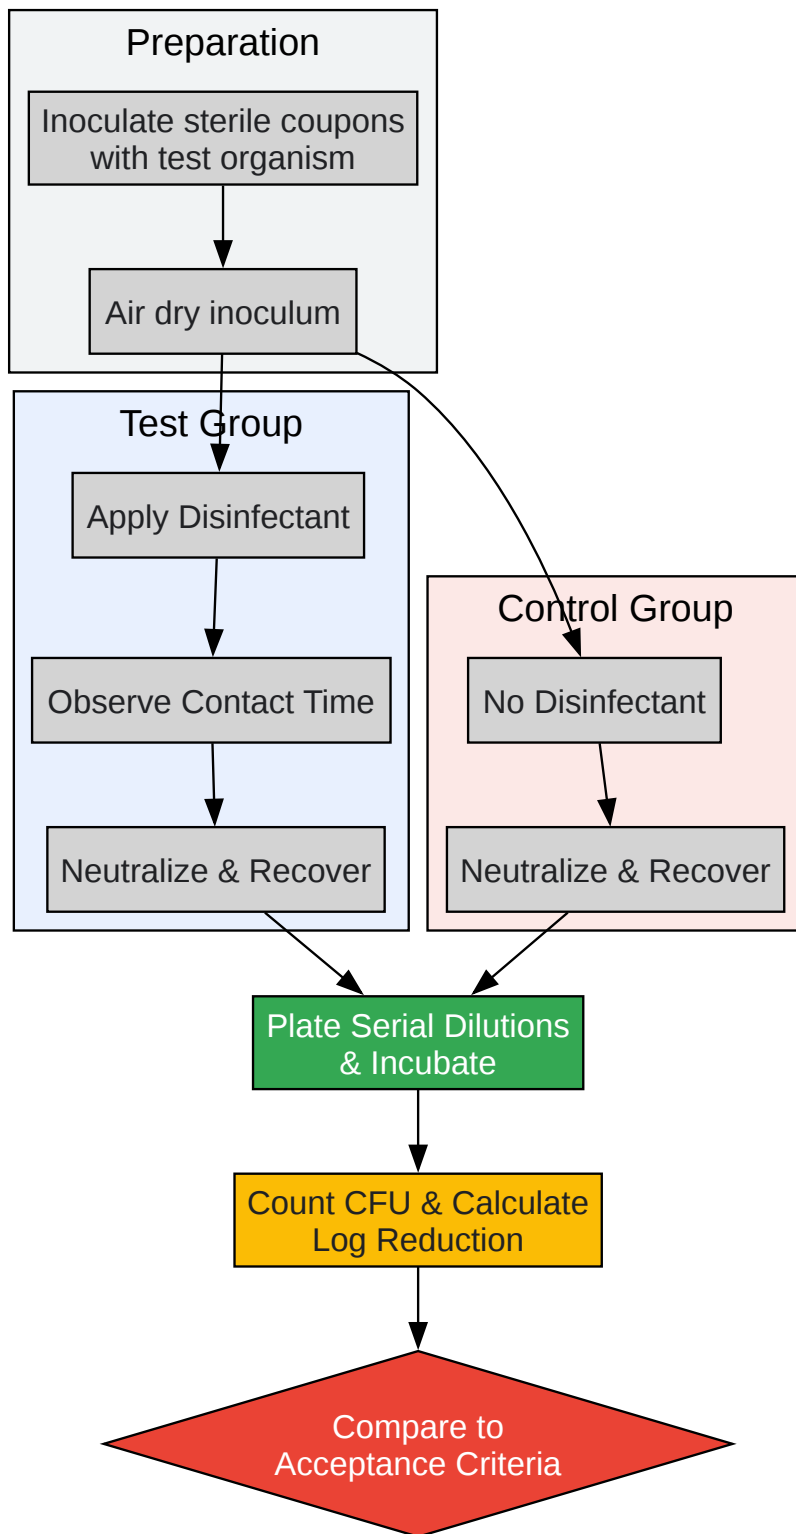 Preparation
Inoculate sterile coupons
with test organism
Air dry inoculum
Test Group
Apply Disinfectant
Observe Contact Time
Neutralize & Recover
Control Group
No Disinfectant
Neutralize & Recover
Plate Serial Dilutions
& Incubate
Count CFU & Calculate
Log Reduction
Compare to
Acceptance Criteria